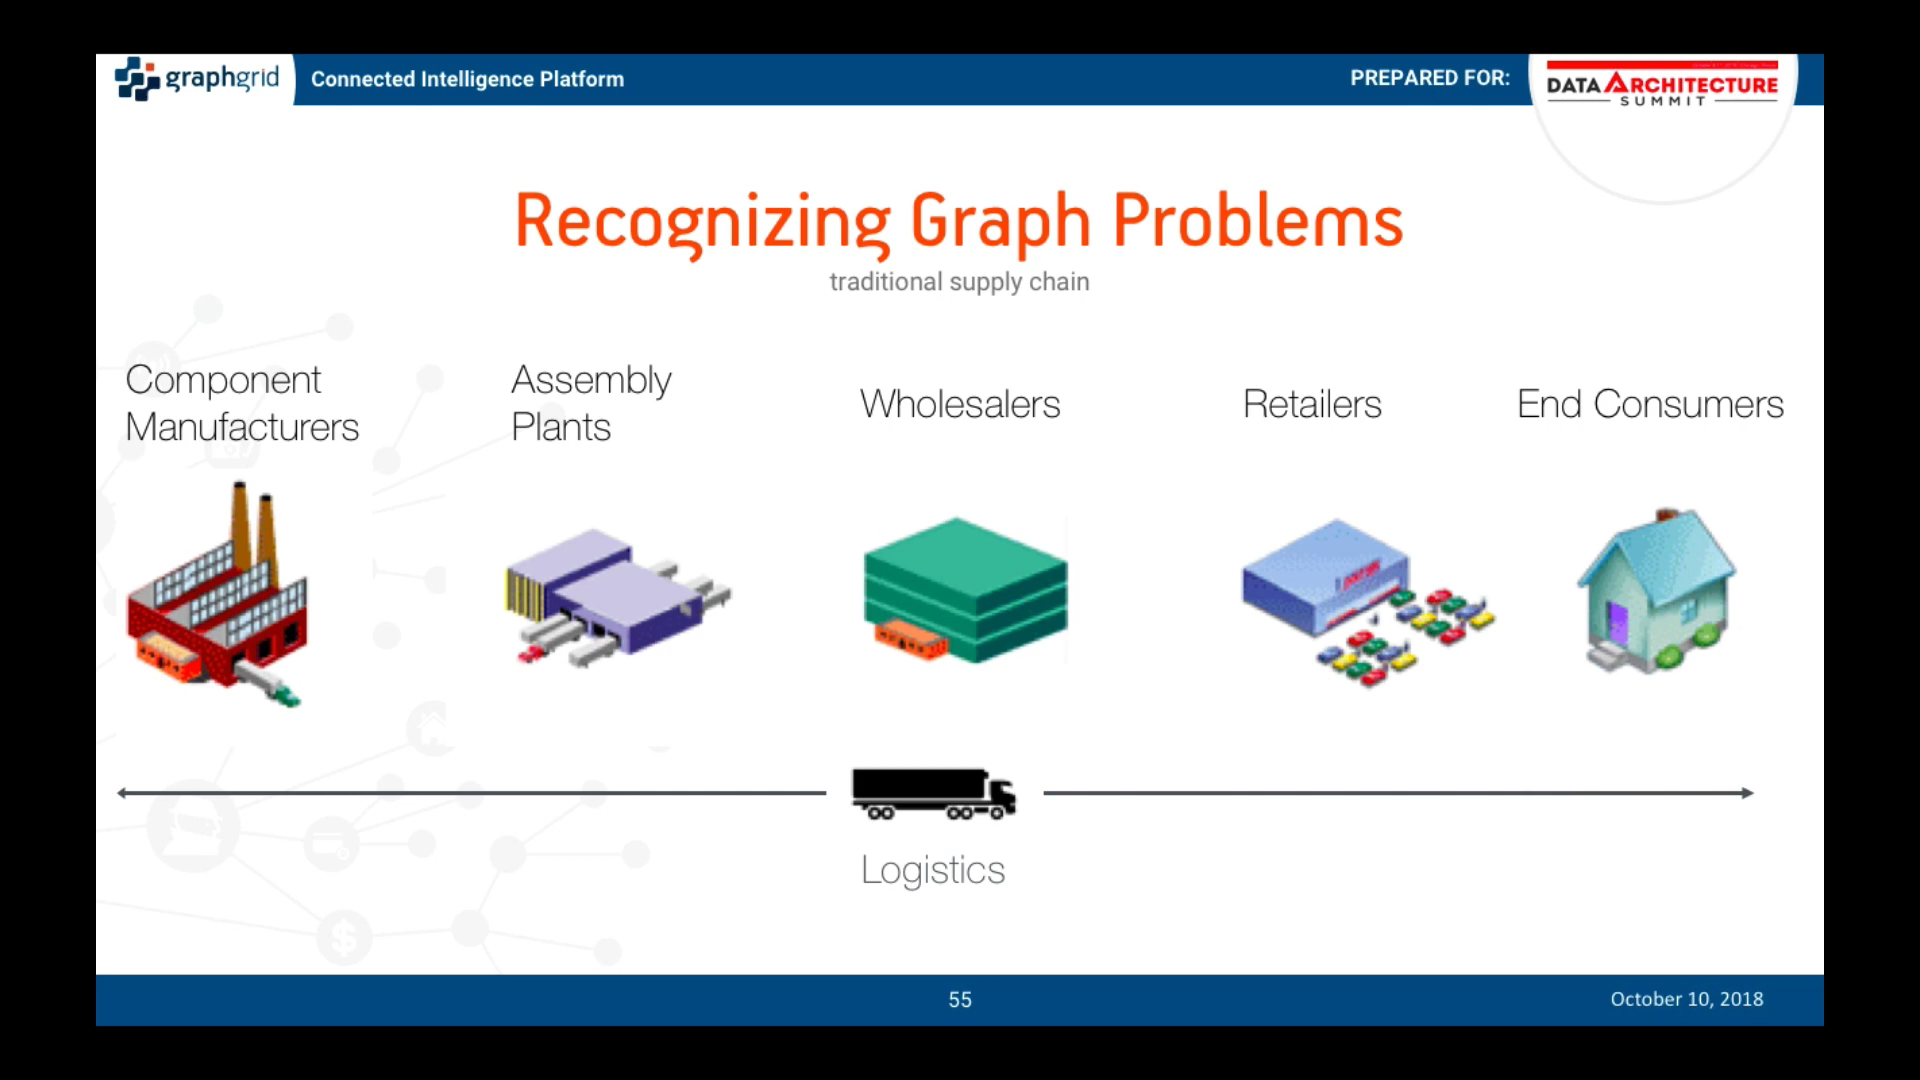 graphgrid
Connected Intelligence Platform
PREPARED FOR:
DATA ARCHITECTURE
SUMMIT
Recognizing Graph Problems
traditional supply chain
Component
Manufacturers
Assembly
Plants
Wholesalers
Retailers
End Consumers
Logistics
55
October 10, 2018